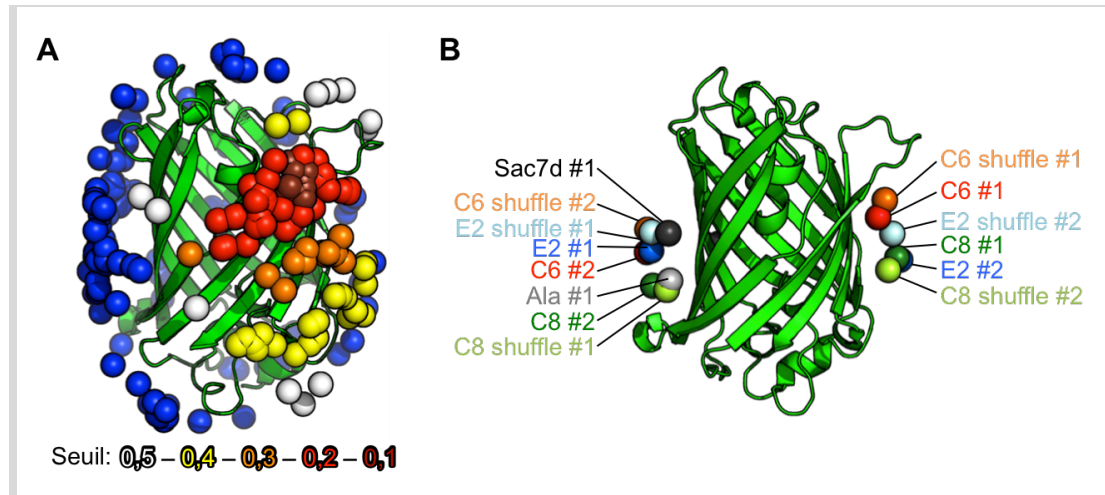 A
B
Seuil: 0,5 – 0,4 – 0,3 – 0,2 – 0,1
Sac7d #1
C6 shuffle #2
E2 shuffle #1
E2 #1
C6 #2
Ala #1
C8 #2
C8 shuffle #1
C6 shuffle #1
C6 #1
E2 shuffle #2
C8 #1
E2 #2
C8 shuffle #2